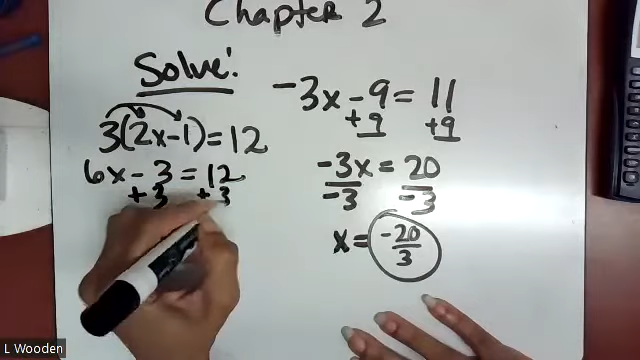 Chapter 2
Solve:
3(2x-1)=12
6x-3=12
+3 +3
-3x-9=11
+9 +9
-3x=20
-3 -3
x=-20/3
L Wooden